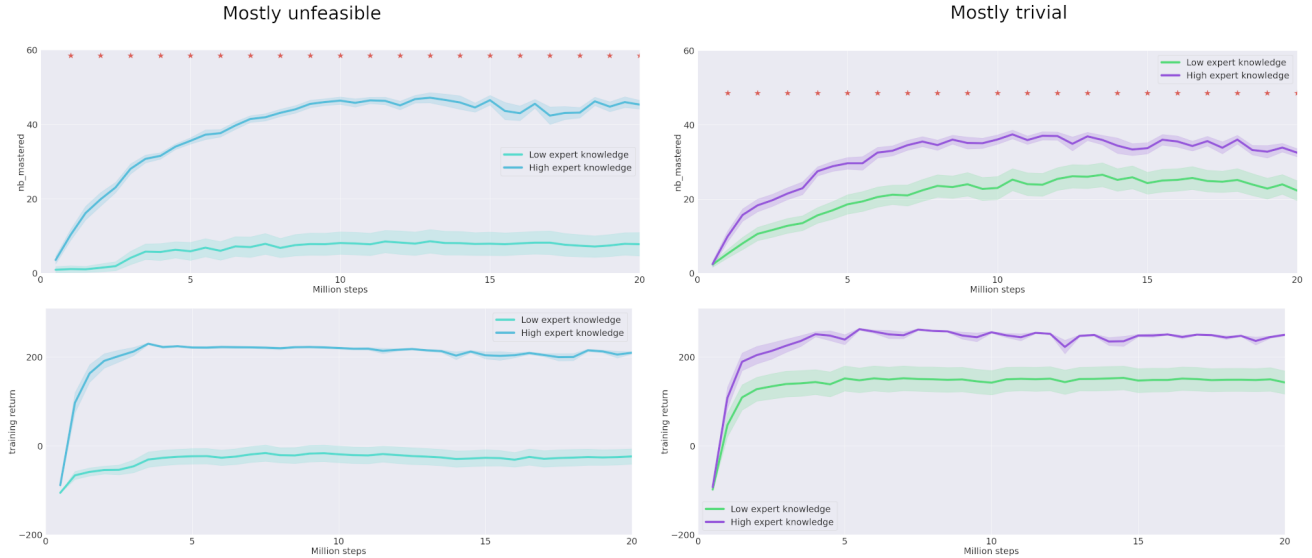 Mostly unfeasible
60
40
20
0
nb_mastered
Low expert knowledge
High expert knowledge
0 5 10 15 20
Million steps
Mostly trivial
60
40
20
0
nb_mastered
Low expert knowledge
High expert knowledge
0 5 10 15 20
Million steps
200
0
−200
training return
Low expert knowledge
High expert knowledge
0 5 10 15 20
Million steps
200
0
−200
training return
Low expert knowledge
High expert knowledge
0 5 10 15 20
Million steps